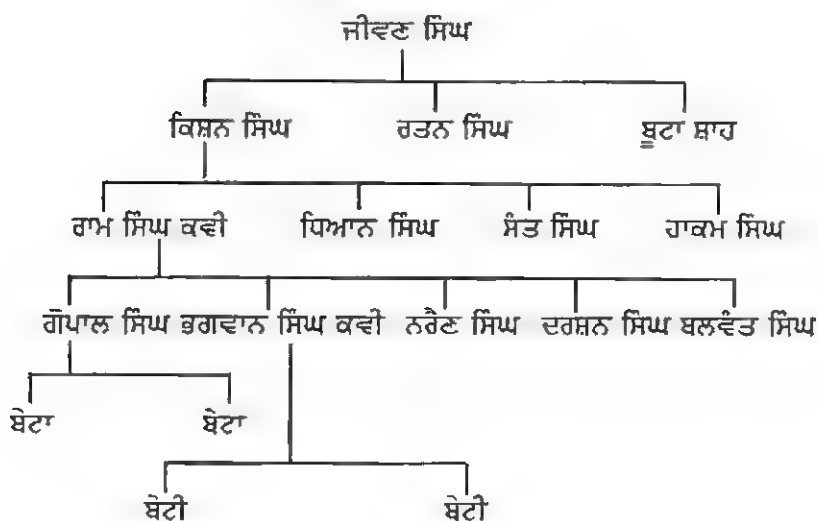 ਜੀਵਣ ਸਿੰਘ
ਕਿਸ਼ਨ ਸਿੰਘ ਰਤਨ ਸਿੰਘ ਬੂਟਾ ਸ਼ਾਹ
ਰਾਮ ਸਿੰਘ ਕਵੀ ਧਿਆਨ ਸਿੰਘ ਸੰਤ ਸਿੰਘ ਹਾਕਮ ਸਿੰਘ
ਗੋਪਾਲ ਸਿੰਘ ਭਗਵਾਨ ਸਿੰਘ ਕਵੀ ਨਰੈਣ ਸਿੰਘ ਦਰਸ਼ਨ ਸਿੰਘ ਬਲਵੰਤ ਸਿੰਘ
ਬੇਟਾ ਬੇਟਾ
ਬੇਟੀ ਬੇਟੀ